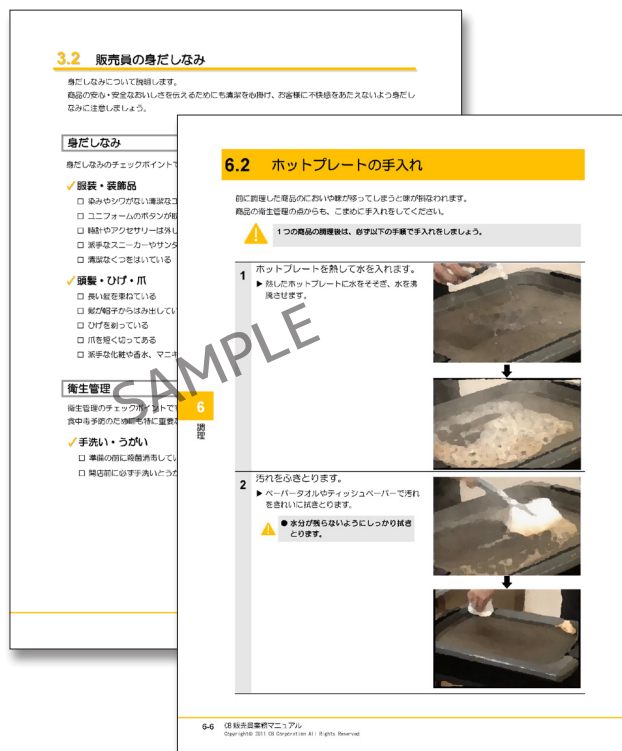 3.2 販売員の身だしなみ
身だしなみについて説明します。
商品の安心・安全なおいしさを伝えるためにも清潔を心掛け、お客様に不快感をあたえないよう身だし
なみに注意しましょう。
身だしなみ
身だしなみのチェックポイントで
✓服装・装飾品
□ 染みやシワがない清潔なユ
□ ユニフォームのボタンが取
□ 時計やアクセサリーは外し
□ 派手なスニーカーやサンダ
□ 清潔なくつをはいている
✓頭髪・ひげ・爪
□ 長い髪を束ねている
□ 髪が帽子からはみ出してい
□ ひげを剃っている
□ 爪を短く切ってある
□ 派手な化粧や香水、マニキ
衛生管理
衛生管理のチェックポイントです
食中毒予防のためにも特に重要な
✓手洗い・うがい
□ 準備の前に殺菌消毒してい
□ 開店前に必ず手洗いとうが
6.2 ホットプレートの手入れ
前に調理した商品のにおいや味が移ってしまうと味が損なわれます。
商品の衛生管理の点からも、こまめに手入れをしてください。
1つの商品の調理後は、必ず以下の手順で手入れをしましょう。
1 ホットプレートを熱して水を入れます。
▶ 熱したホットプレートに水をそそぎ、水を沸
騰させます。
2 汚れをふきとります。
▶ ペーパータオルやティッシュペーパーで汚れ
をきれいに拭きとります。
● 水分が残らないようにしっかり拭き
とります。
6
調理
SAMPLE
6-6 CB 販売員業務マニュアル
Copyright© 2011 CB Corporation All Rights Reserved